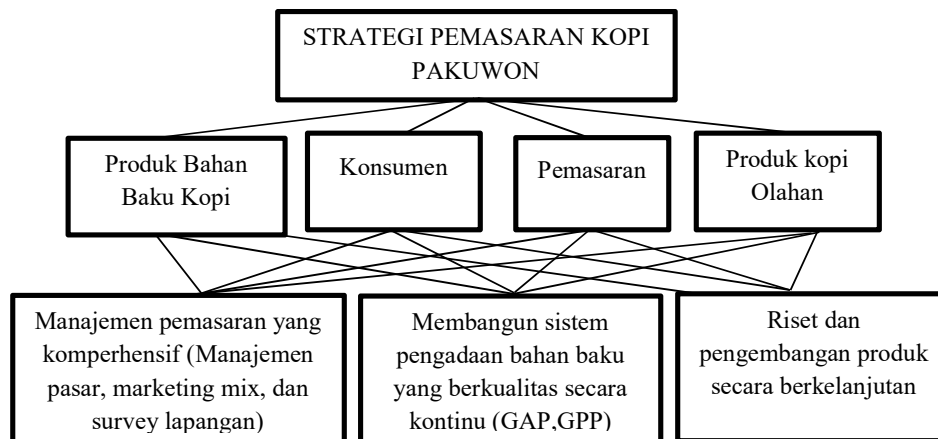 STRATEGI PEMASARAN KOPI
PAKUWON
Produk Bahan
Baku Kopi
Konsumen
Pemasaran
Produk kopi
Olahan
Manajemen pemasaran yang
komperhensif (Manajemen
pasar, marketing mix, dan
survey lapangan)
Membangun sistem
pengadaan bahan baku
yang berkualitas secara
kontinu (GAP,GPP)
Riset dan
pengembangan produk
secara berkelanjutan